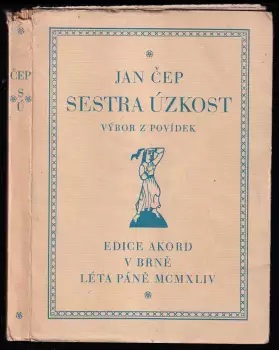 ČEP
S
Ú
JAN ČEP
SESTRA ÚZKOST
VÝBOR Z POVÍDEK
EDICE AKORD
V BRNĚ
LÉTA PÁNĚ MCMXLIV